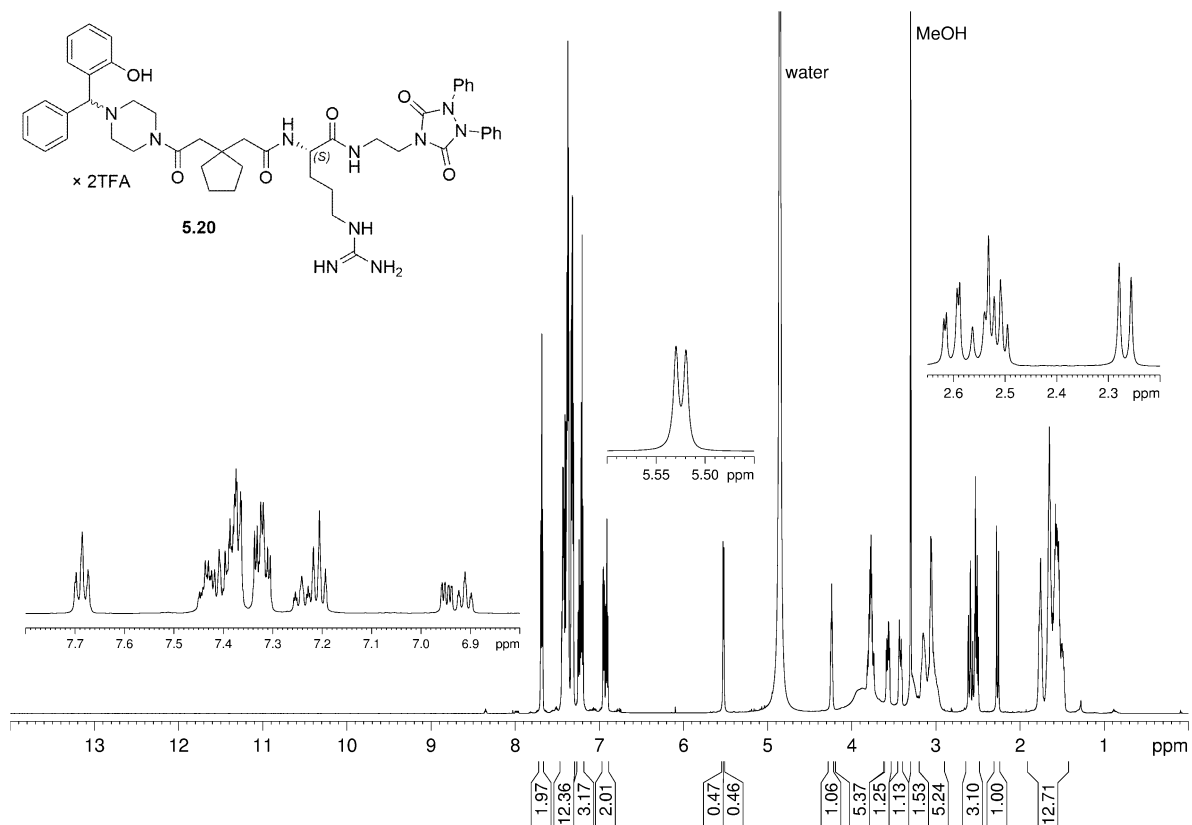 OH
N
N
O
× 2TFA
5.20
O
H
N
(S)
O
N
H
NH
HN
NH2
O
N
N
N
O
Ph
Ph
water
MeOH
2.6 2.5 2.4 2.3 ppm
5.55 5.50 ppm
7.7 7.6 7.5 7.4 7.3 7.2 7.1 7.0 6.9 ppm
13 12 11 10 9 8 7 6 5 4 3 2 1 ppm
1.97 12.36 3.17 2.01 0.47 0.46 1.06 5.37 1.25 1.13 1.53 5.24 3.10 1.00 12.71